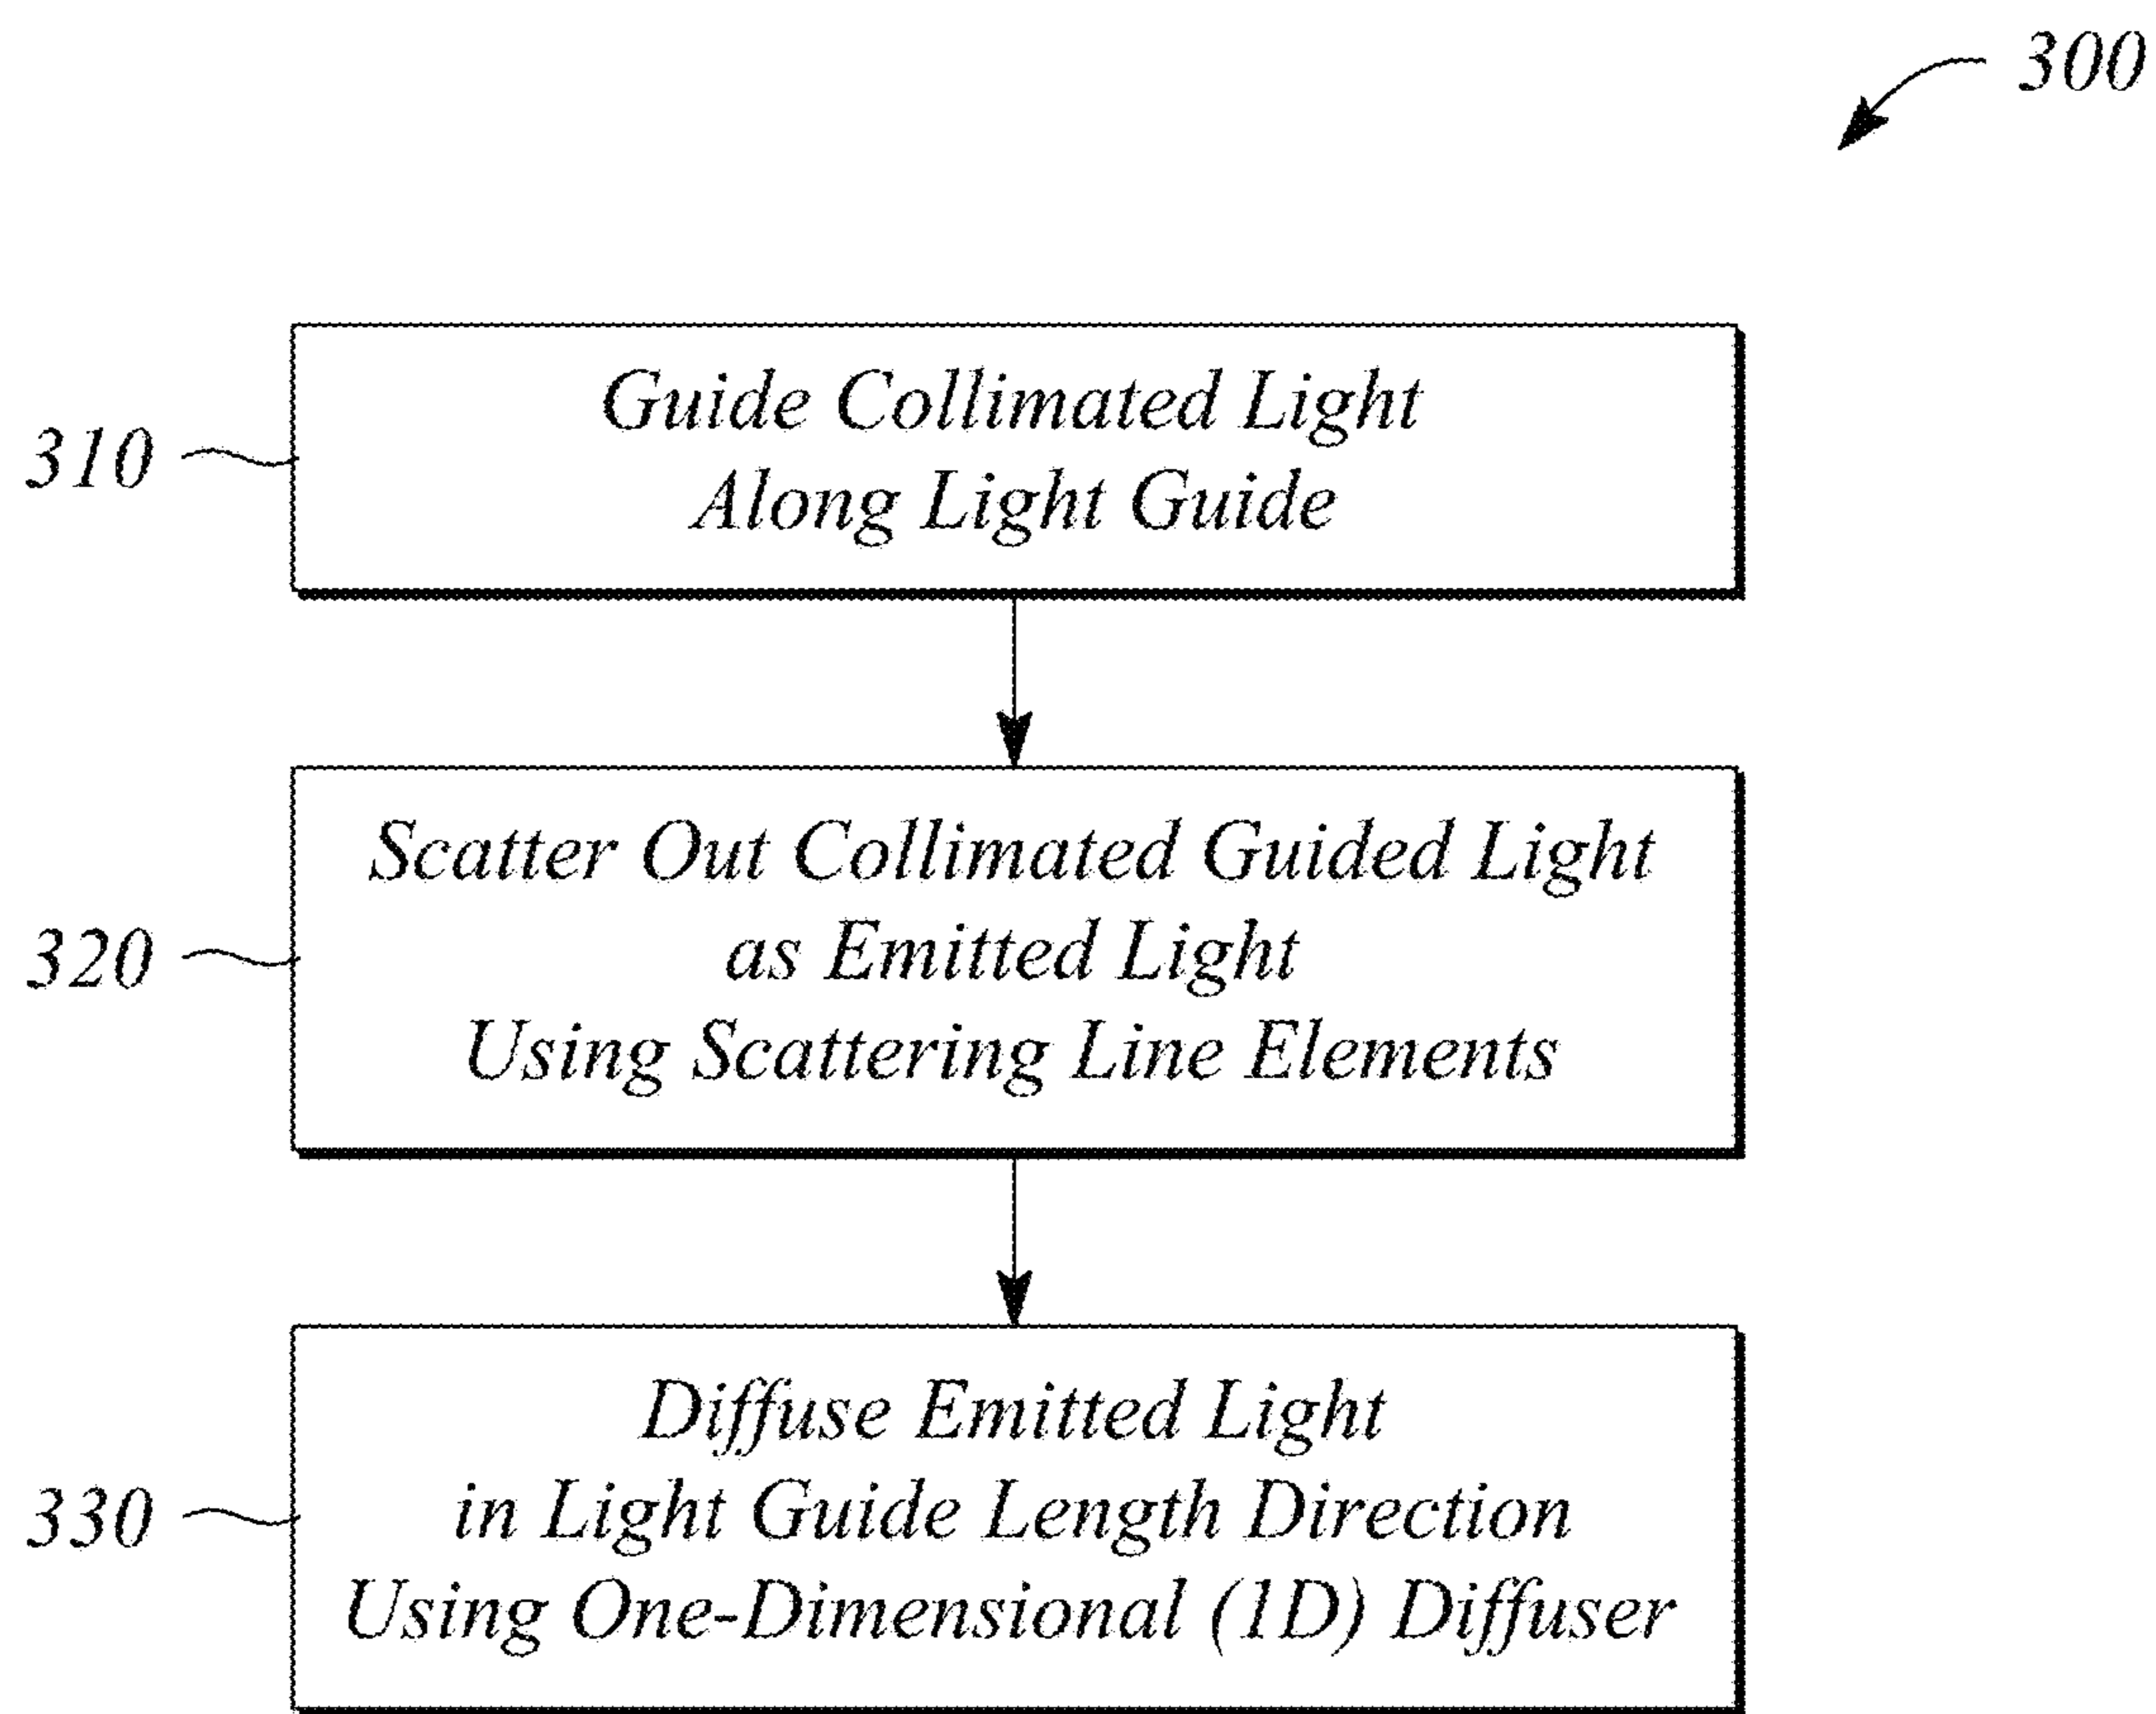 300
310
Guide Collimated Light
Along Light Guide
320
Scatter Out Collimated Guided Light
as Emitted Light
Using Scattering Line Elements
330
Diffuse Emitted Light
in Light Guide Length Direction
Using One-Dimensional (1D) Diffuser